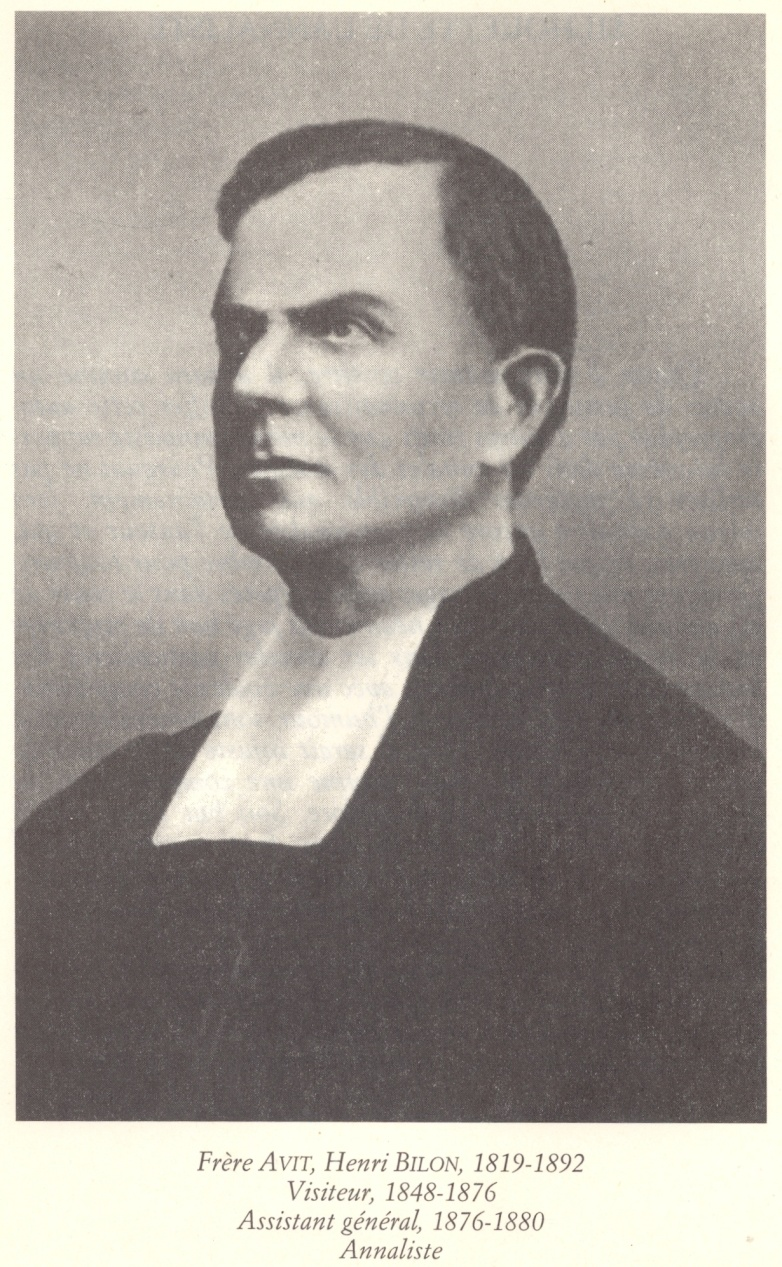 Frère AVIT, Henri BILON, 1819-1892
Visiteur, 1848-1876
Assistant général, 1876-1880
Annaliste